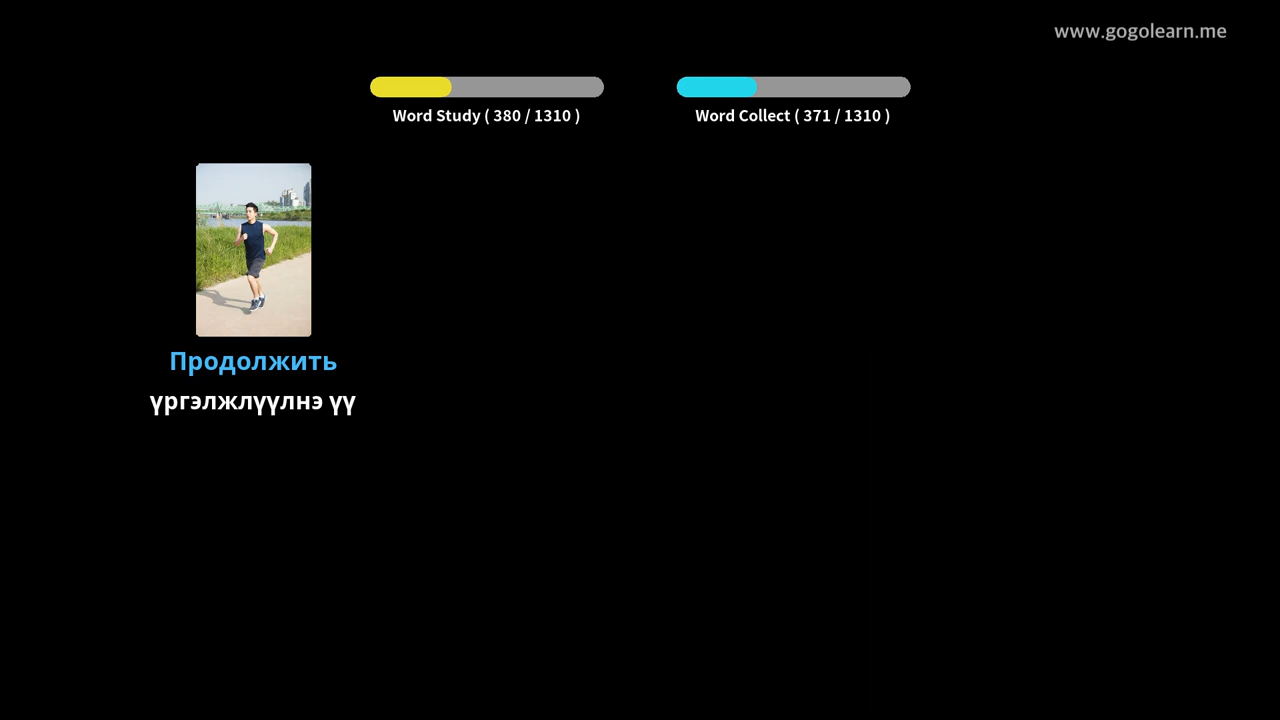 www.gogolearn.me
Word Study ( 380 / 1310 )
Word Collect ( 371 / 1310 )
Продолжить
үргэлжлүүлнэ үү